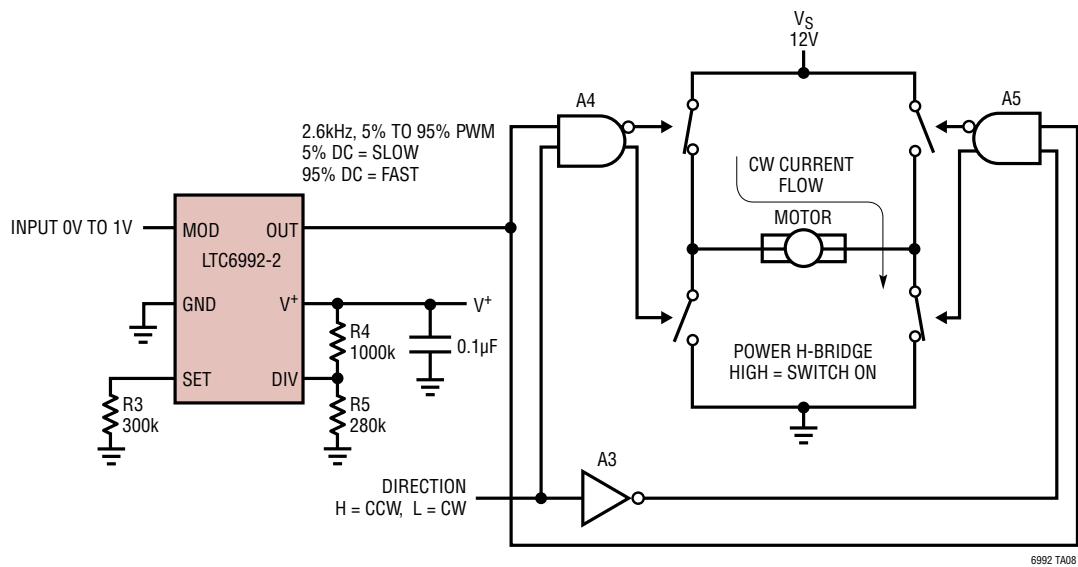 VS
12V
A4
A5
2.6kHz, 5% TO 95% PWM
5% DC = SLOW
95% DC = FAST
CW CURRENT
FLOW
MOTOR
INPUT 0V TO 1V
MOD
OUT
LTC6992-2
GND
V+
V+
R4
1000k
0.1µF
SET
DIV
R3
300k
R5
280k
POWER H-BRIDGE
HIGH = SWITCH ON
A3
DIRECTION
H = CCW, L = CW
6992 TA08